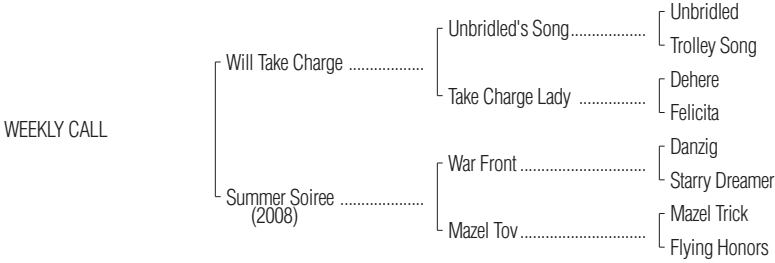 Unbridled
Unbridled's Song..................
Trolley Song
Will Take Charge ..................
Dehere
Take Charge Lady ................
Felicita
WEEKLY CALL
Danzig
War Front ..............................
Starry Dreamer
Summer Soiree ....................
(2008)
Mazel Trick
Mazel Tov..............................
Flying Honors